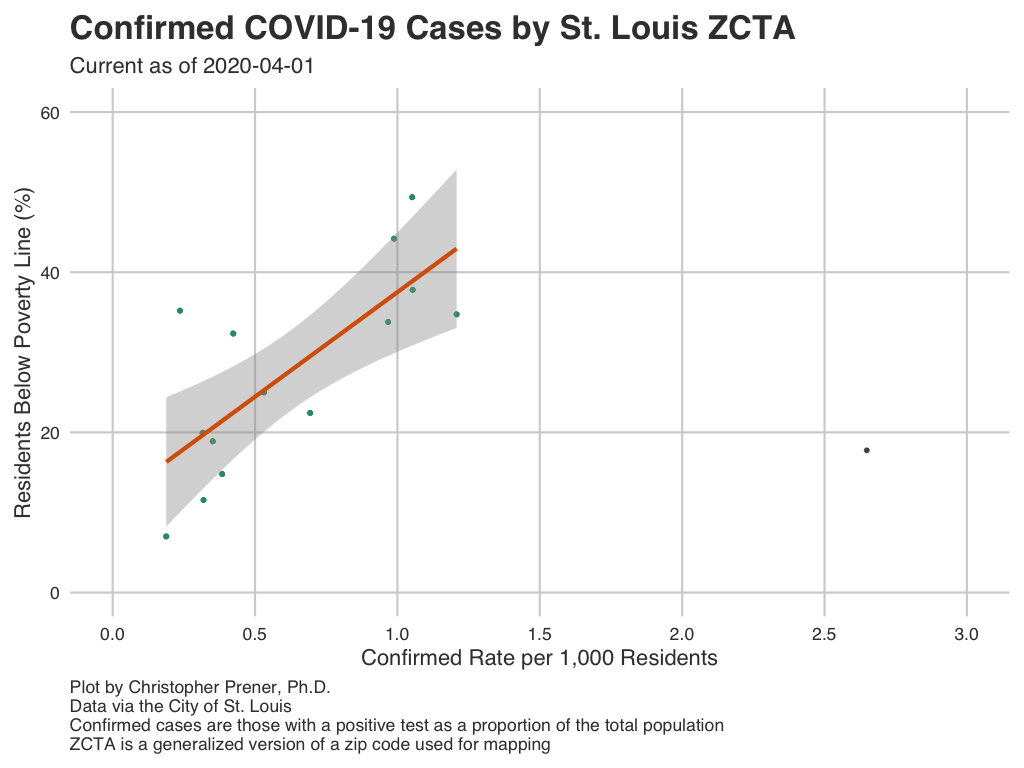 Confirmed COVID-19 Cases by St. Louis ZCTA
Current as of 2020-04-01
Residents Below Poverty Line (%)
60
40
20
0
0.0 0.5 1.0 1.5 2.0 2.5 3.0
Confirmed Rate per 1,000 Residents
Plot by Christopher Prener, Ph.D.
Data via the City of St. Louis
Confirmed cases are those with a positive test as a proportion of the total population
ZCTA is a generalized version of a zip code used for mapping